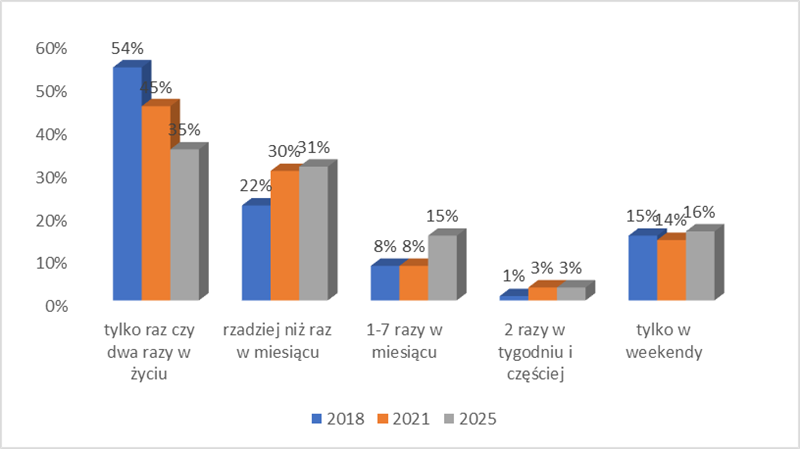 54%
45%
35%
22%
30%
31%
8%
8%
15%
1%
3%
3%
15%
14%
16%
60%
50%
40%
30%
20%
10%
0%
tylko raz czy
dwa razy w
życiu
rzadziej niż raz
w miesiącu
1-7 razy w
miesiącu
2 razy w
tygodniu i
częściej
tylko w
weekendy
2018 2021 2025